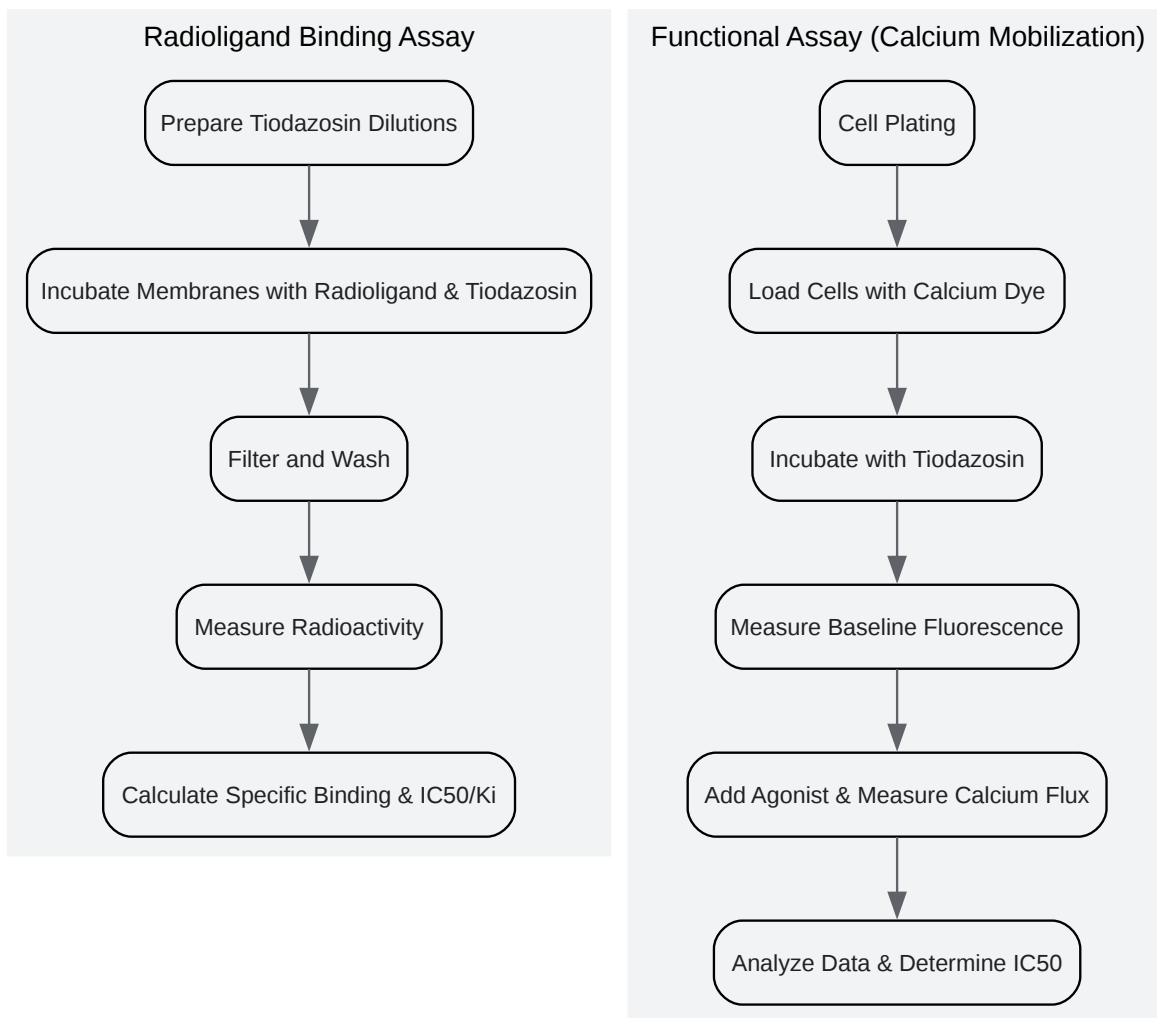 Radioligand Binding Assay
Prepare Tiodazosin Dilutions
Incubate Membranes with Radioligand & Tiodazosin
Filter and Wash
Measure Radioactivity
Calculate Specific Binding & IC50/Ki
Functional Assay (Calcium Mobilization)
Cell Plating
Load Cells with Calcium Dye
Incubate with Tiodazosin
Measure Baseline Fluorescence
Add Agonist & Measure Calcium Flux
Analyze Data & Determine IC50